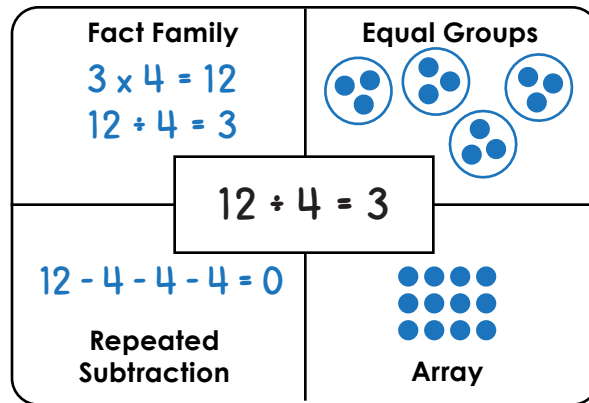 Fact Family
3 x 4 = 12
12 ÷ 4 = 3
Equal Groups
12 ÷ 4 = 3
12 - 4 - 4 - 4 = 0
Repeated
Subtraction
Array